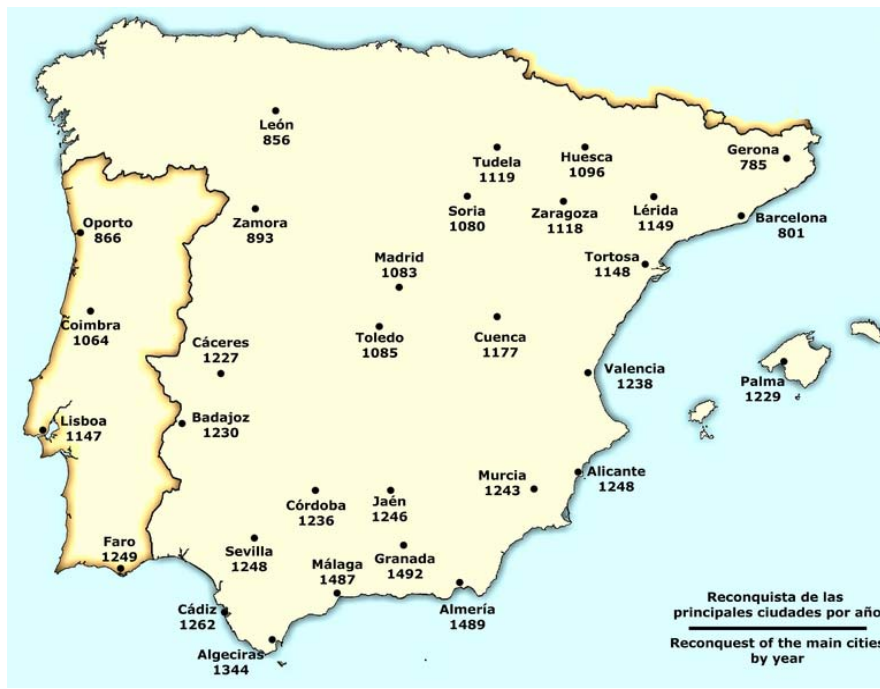 León
856
Tudela
1119
Huesca
1096
Gerona
785
Oporto
866
Zamora
893
Soria
1080
Zaragoza
1118
Lérida
1149
Barcelona
801
Madrid
1083
Tortosa
1148
Coimbra
1064
Cáceres
1227
Toledo
1085
Cuenca
1177
Valencia
1238
Palma
1229
Lisboa
1147
Badajoz
1230
Córdoba
1236
Jaén
1246
Murcia
1243
Alicante
1248
Faro
1249
Sevilla
1248
Málaga
1487
Granada
1492
Almería
1489
Cádiz
1262
Algeciras
1344
Reconquista de las
principales ciudades por año
Reconquest of the main cities
by year